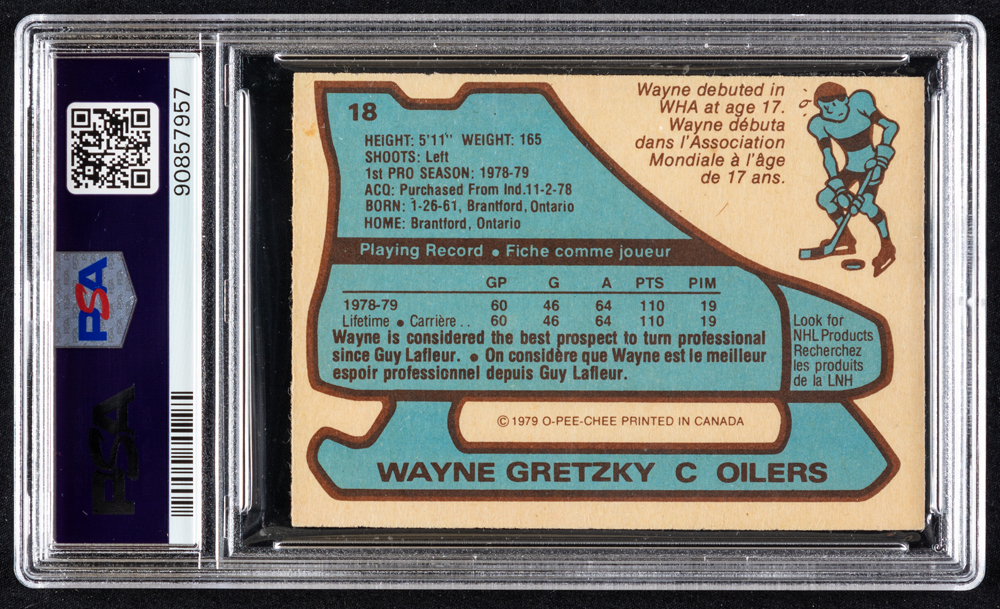 PSA
90857957
PSA
18
HEIGHT: 5'11" WEIGHT: 165
SHOOTS: Left
1st PRO SEASON: 1978-79
ACQ: Purchased From Ind.11-2-78
BORN: 1-26-61, Brantford, Ontario
HOME: Brantford, Ontario
Wayne debuted in
WHA at age 17.
Wayne débuta
dans l'Association
Mondiale à l'âge
de 17 ans.
Playing Record • Fiche comme joueur
GP G A PTS PIM
1978-79 60 46 64 110 19
Lifetime • Carrière . . 60 46 64 110 19
Wayne is considered the best prospect to turn professional
since Guy Lafleur. • On considère que Wayne est le meilleur
espoir professionnel depuis Guy Lafleur.
Look for
NHL Products
Recherchez
les produits
de la LNH
© 1979 O-PEE-CHEE PRINTED IN CANADA
WAYNE GRETZKY C OILERS